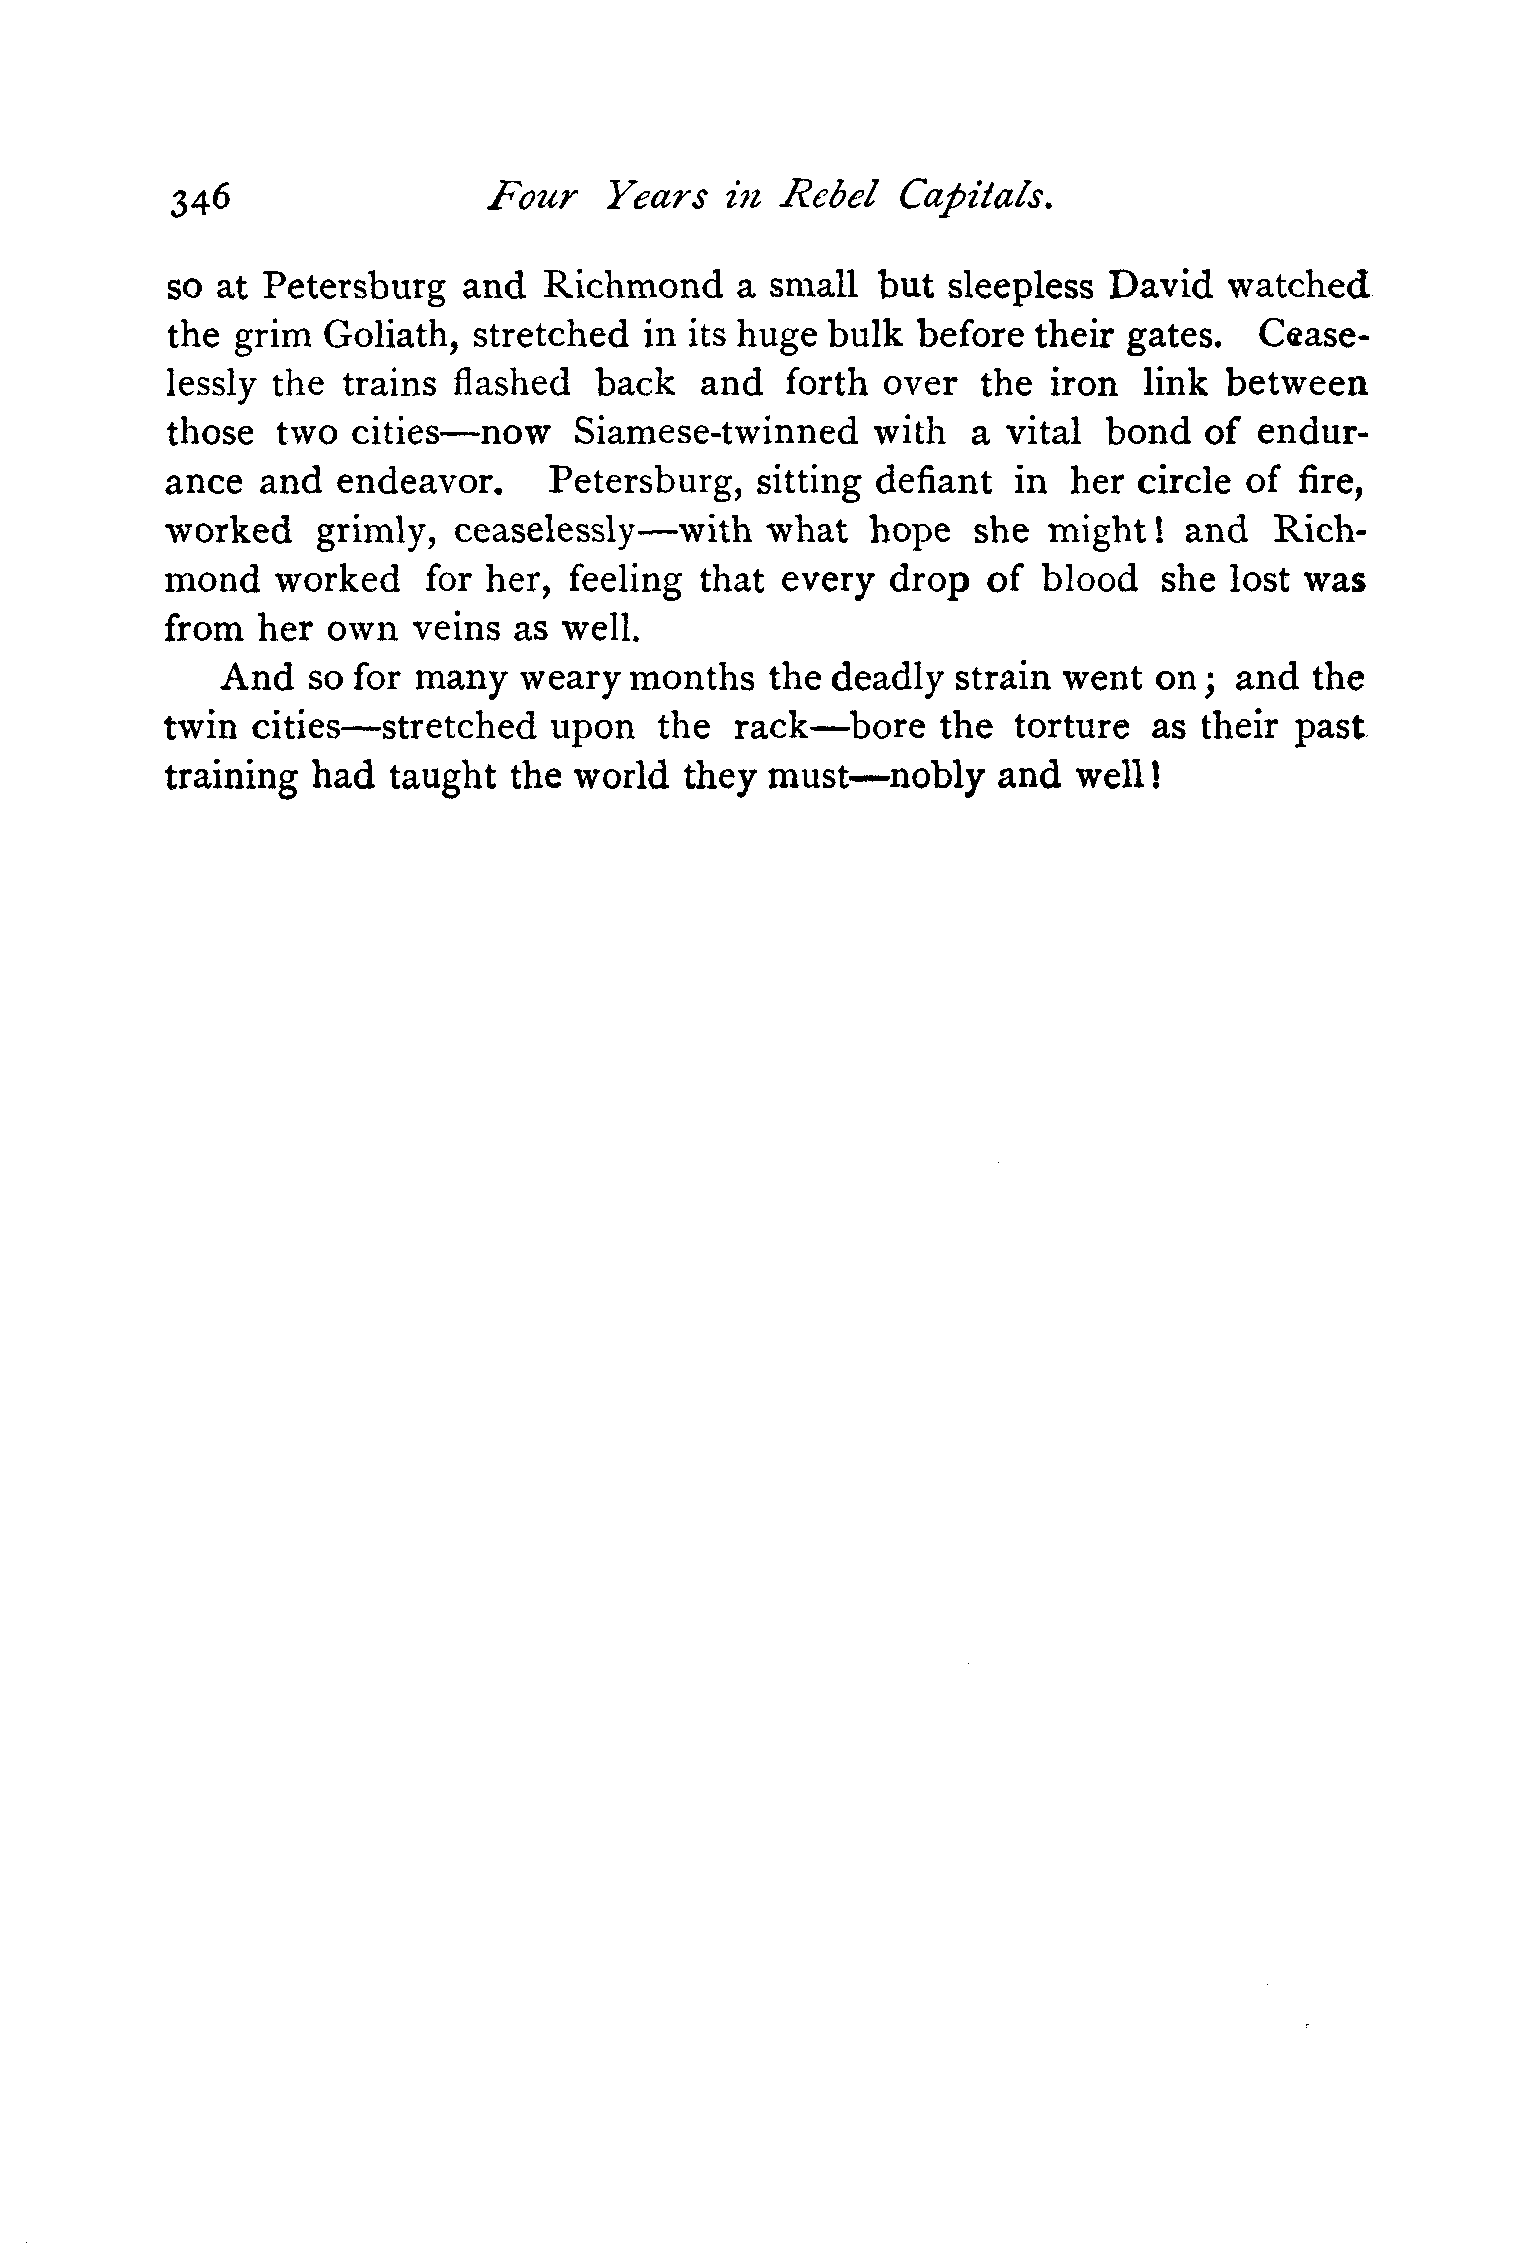 346 Four Years in Rebel Capitals.
so at Petersburg and Richmond a small but sleepless David watched
the grim Goliath, stretched in its huge bulk before their gates. Cease-
lessly the trains flashed back and forth over the iron link between
those two cities—now Siamese-twinned with a vital bond of endur-
ance and endeavor. Petersburg, sitting defiant in her circle of fire,
worked grimly, ceaselessly—with what hope she might! and Rich-
mond worked for her, feeling that every drop of blood she lost was
from her own veins as well.
And so for many weary months the deadly strain went on; and the
twin cities—stretched upon the rack—bore the torture as their past
training had taught the world they must—nobly and well!